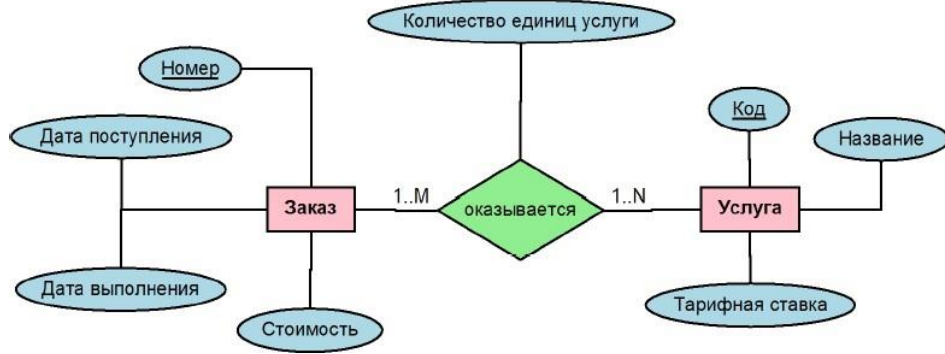 Количество единиц услуги
Номер
Код
Дата поступления
Название
Заказ
1..M
оказывается
1..N
Услуга
Дата выполнения
Стоимость
Тарифная ставка